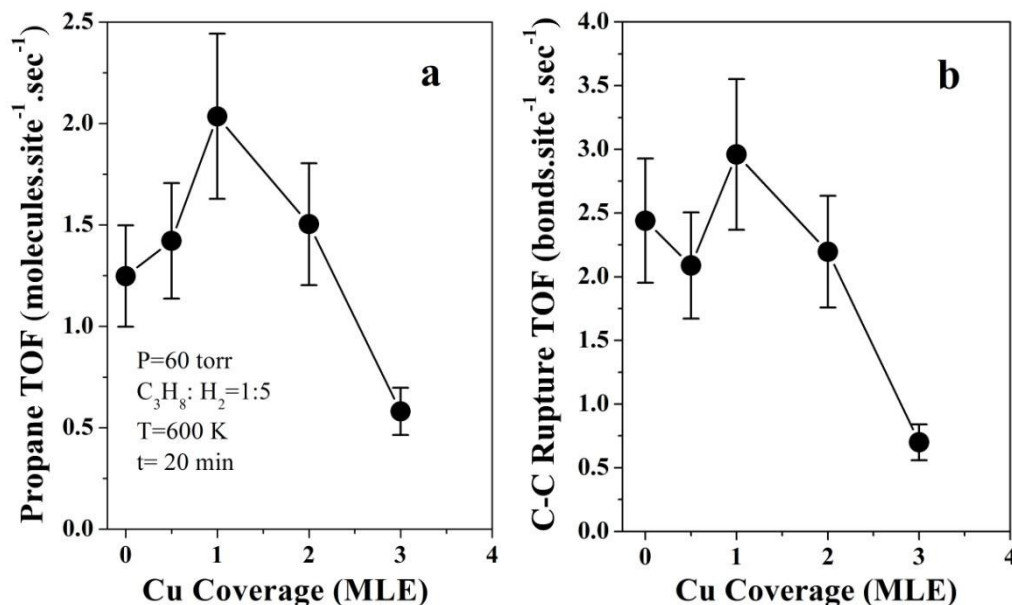 a
Propane TOF (molecules.site⁻¹.sec⁻¹)
2.5
2.0
1.5
1.0
0.5
0.0
P=60 torr
C₃H₈: H₂=1:5
T=600 K
t= 20 min
0 1 2 3 4
Cu Coverage (MLE)
b
C-C Rupture TOF (bonds.site⁻¹.sec⁻¹)
4.0
3.5
3.0
2.5
2.0
1.5
1.0
0.5
0.0
0 1 2 3 4
Cu Coverage (MLE)